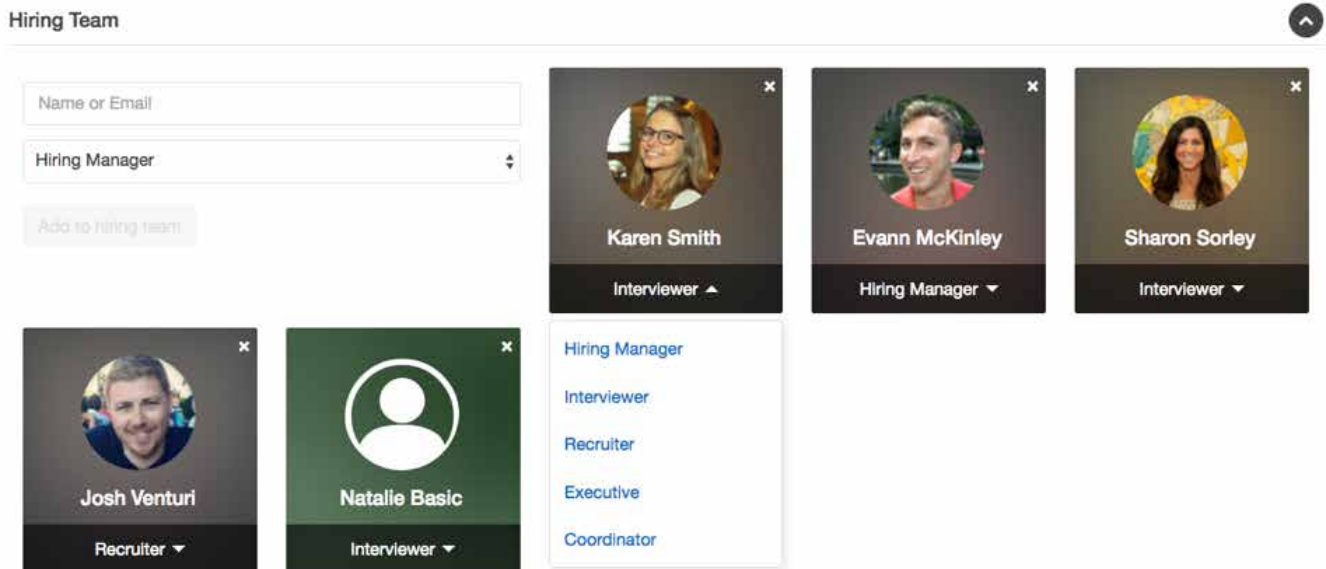 Hiring Team
Name or Email
Hiring Manager
Add to hiring team
Karen Smith
Interviewer
Evann McKinley
Hiring Manager
Sharon Sorley
Interviewer
Josh Venturi
Recruiter
Natalie Basic
Interviewer
Hiring Manager
Interviewer
Recruiter
Executive
Coordinator